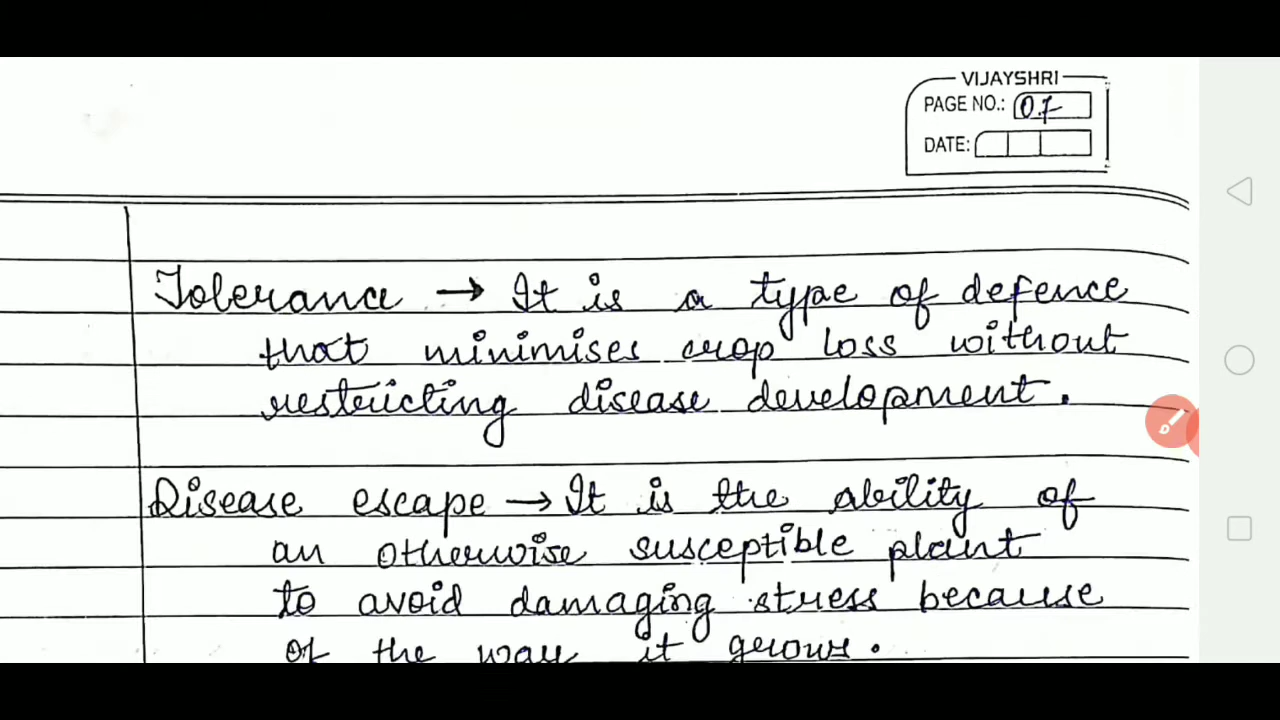 VIJAYSHRI
PAGE NO.: 07
DATE:
Tolerance → It is a type of defence
that minimises crop loss without
restricting disease development.
Disease escape → It is the ability of
an otherwise susceptible plant
to avoid damaging stress because
of the way it grows.